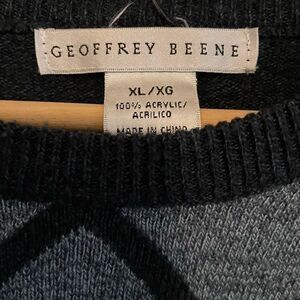 GEOFFREY BEENE
XL/XG
100% ACRYLIC/
ACRILICO
MADE IN CHINA